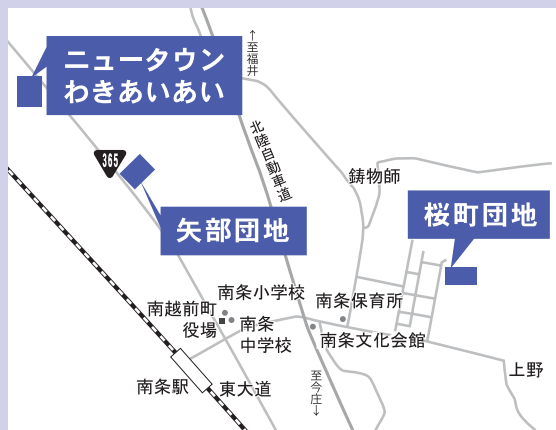 ニュータウン
わきあいあい
←至福井
北陸自動車道
365
鋳物師
桜町団地
矢部団地
南条小学校
南条保育所
南越前町
役場
南条
中学校
南条文化会館
上野
至今庄→
南条駅
東大道